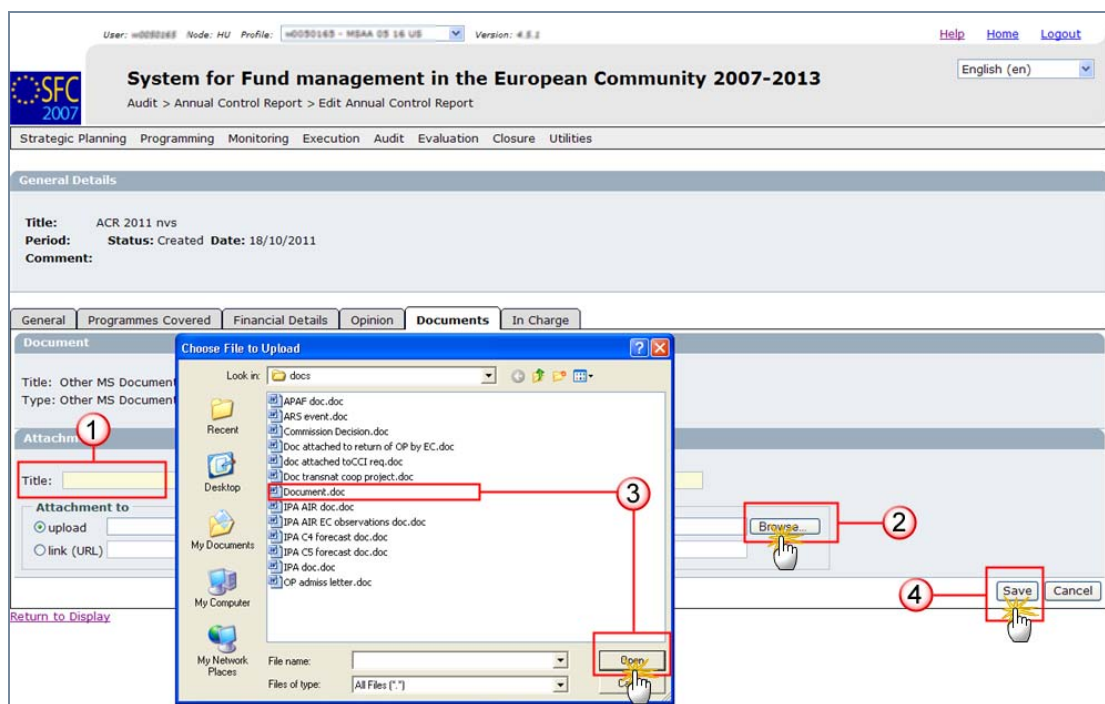 User: Node: HU Profile: w0050165 - MSAA 05 16 US Version: 4.5.2
Help Home Logout
English (en)
SFC
2007
System for Fund management in the European Community 2007-2013
Audit > Annual Control Report > Edit Annual Control Report
Strategic Planning Programming Monitoring Execution Audit Evaluation Closure Utilities
General Details
Title: ACR 2011 nvs
Period: Status: Created Date: 18/10/2011
Comment:
General Programmes Covered Financial Details Opinion Documents In Charge
Document
Title: Other MS Document
Type: Other MS Document
Choose File to Upload
Look in: docs
Recent
Desktop
My Documents
My Computer
My Network Places
APAF doc.doc
ARS event.doc
Commission Decision.doc
Doc attached to return of OP by EC.doc
doc attached toCCI req.doc
Doc transnat coop project.doc
Document.doc
IPA AIR doc.doc
IPA AIR EC observations doc.doc
IPA C4 forecast doc.doc
IPA C5 forecast doc.doc
IPA doc.doc
OP admiss letter.doc
File name:
Open
Files of type: All Files (*.*)
1
Attachm
Title:
Attachment to
upload
link (URL)
Browse...
2
3
4
Save Cancel
Return to Display